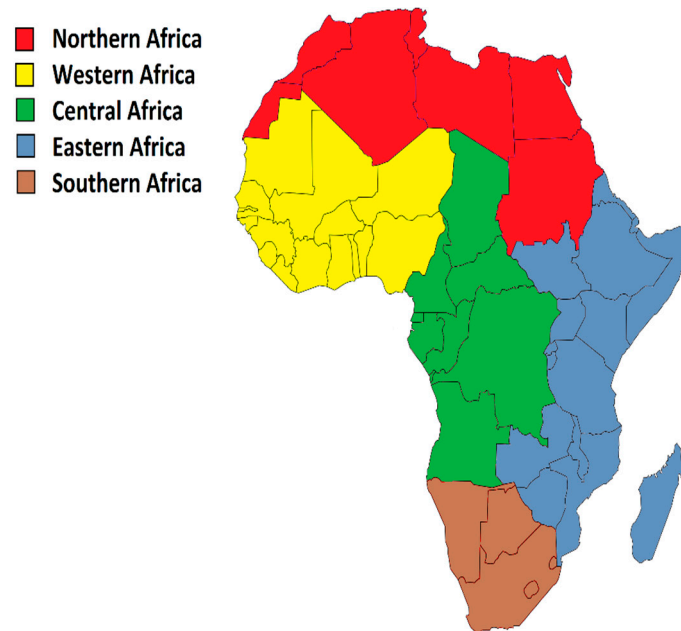 Northern Africa
Western Africa
Central Africa
Eastern Africa
Southern Africa